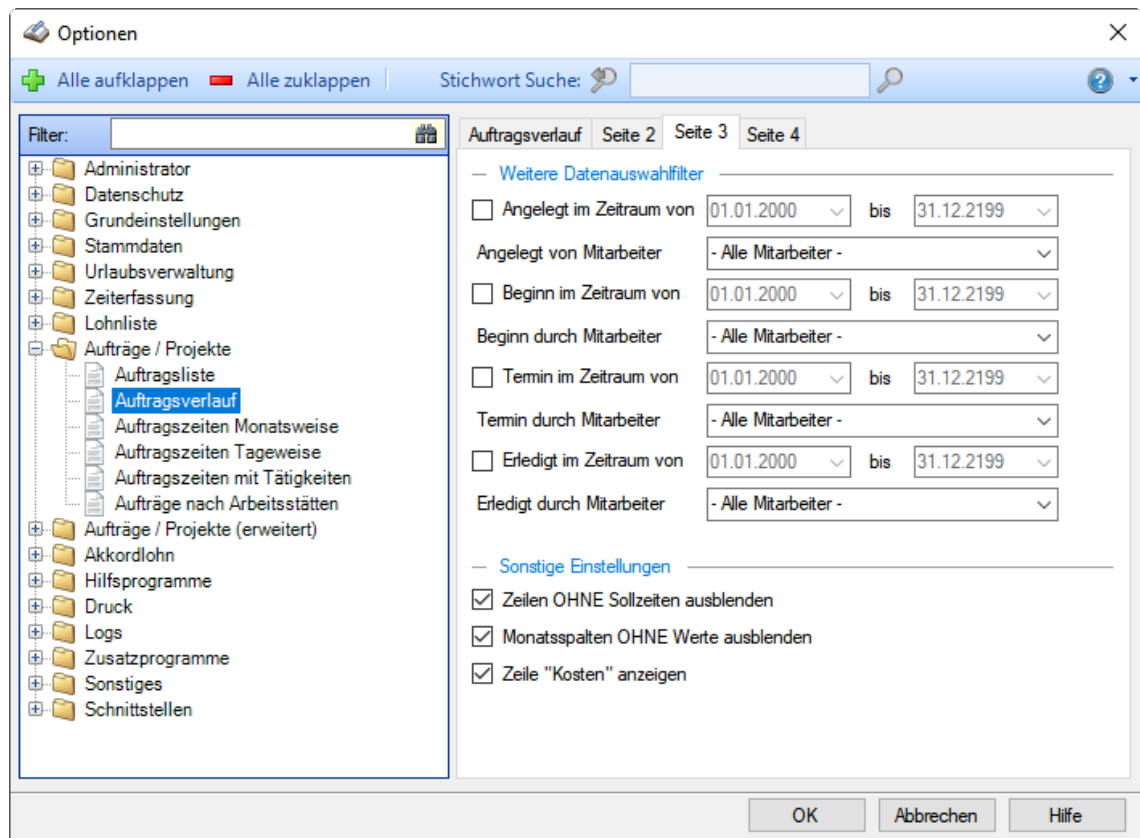 Optionen
Alle aufklappen Alle zuklappen Stichwort Suche:
Filter:
Administrator
Datenschutz
Grundeinstellungen
Stammdaten
Urlaubsverwaltung
Zeiterfassung
Lohnliste
Aufträge / Projekte
Auftragsliste
Auftragsverlauf
Auftragszeiten Monatsweise
Auftragszeiten Tageweise
Auftragszeiten mit Tätigkeiten
Aufträge nach Arbeitsstätten
Aufträge / Projekte (erweitert)
Akkordlohn
Hilfsprogramme
Druck
Logs
Zusatzprogramme
Sonstiges
Schnittstellen
Auftragsverlauf Seite 2 Seite 3 Seite 4
Weitere Datenauswahlfilter
Angelegt im Zeitraum von 01.01.2000 bis 31.12.2199
Angelegt von Mitarbeiter - Alle Mitarbeiter -
Beginn im Zeitraum von 01.01.2000 bis 31.12.2199
Beginn durch Mitarbeiter - Alle Mitarbeiter -
Termin im Zeitraum von 01.01.2000 bis 31.12.2199
Termin durch Mitarbeiter - Alle Mitarbeiter -
Erledigt im Zeitraum von 01.01.2000 bis 31.12.2199
Erledigt durch Mitarbeiter - Alle Mitarbeiter -
Sonstige Einstellungen
Zeilen OHNE Sollzeiten ausblenden
Monatsspalten OHNE Werte ausblenden
Zeile "Kosten" anzeigen
OK Abbrechen Hilfe